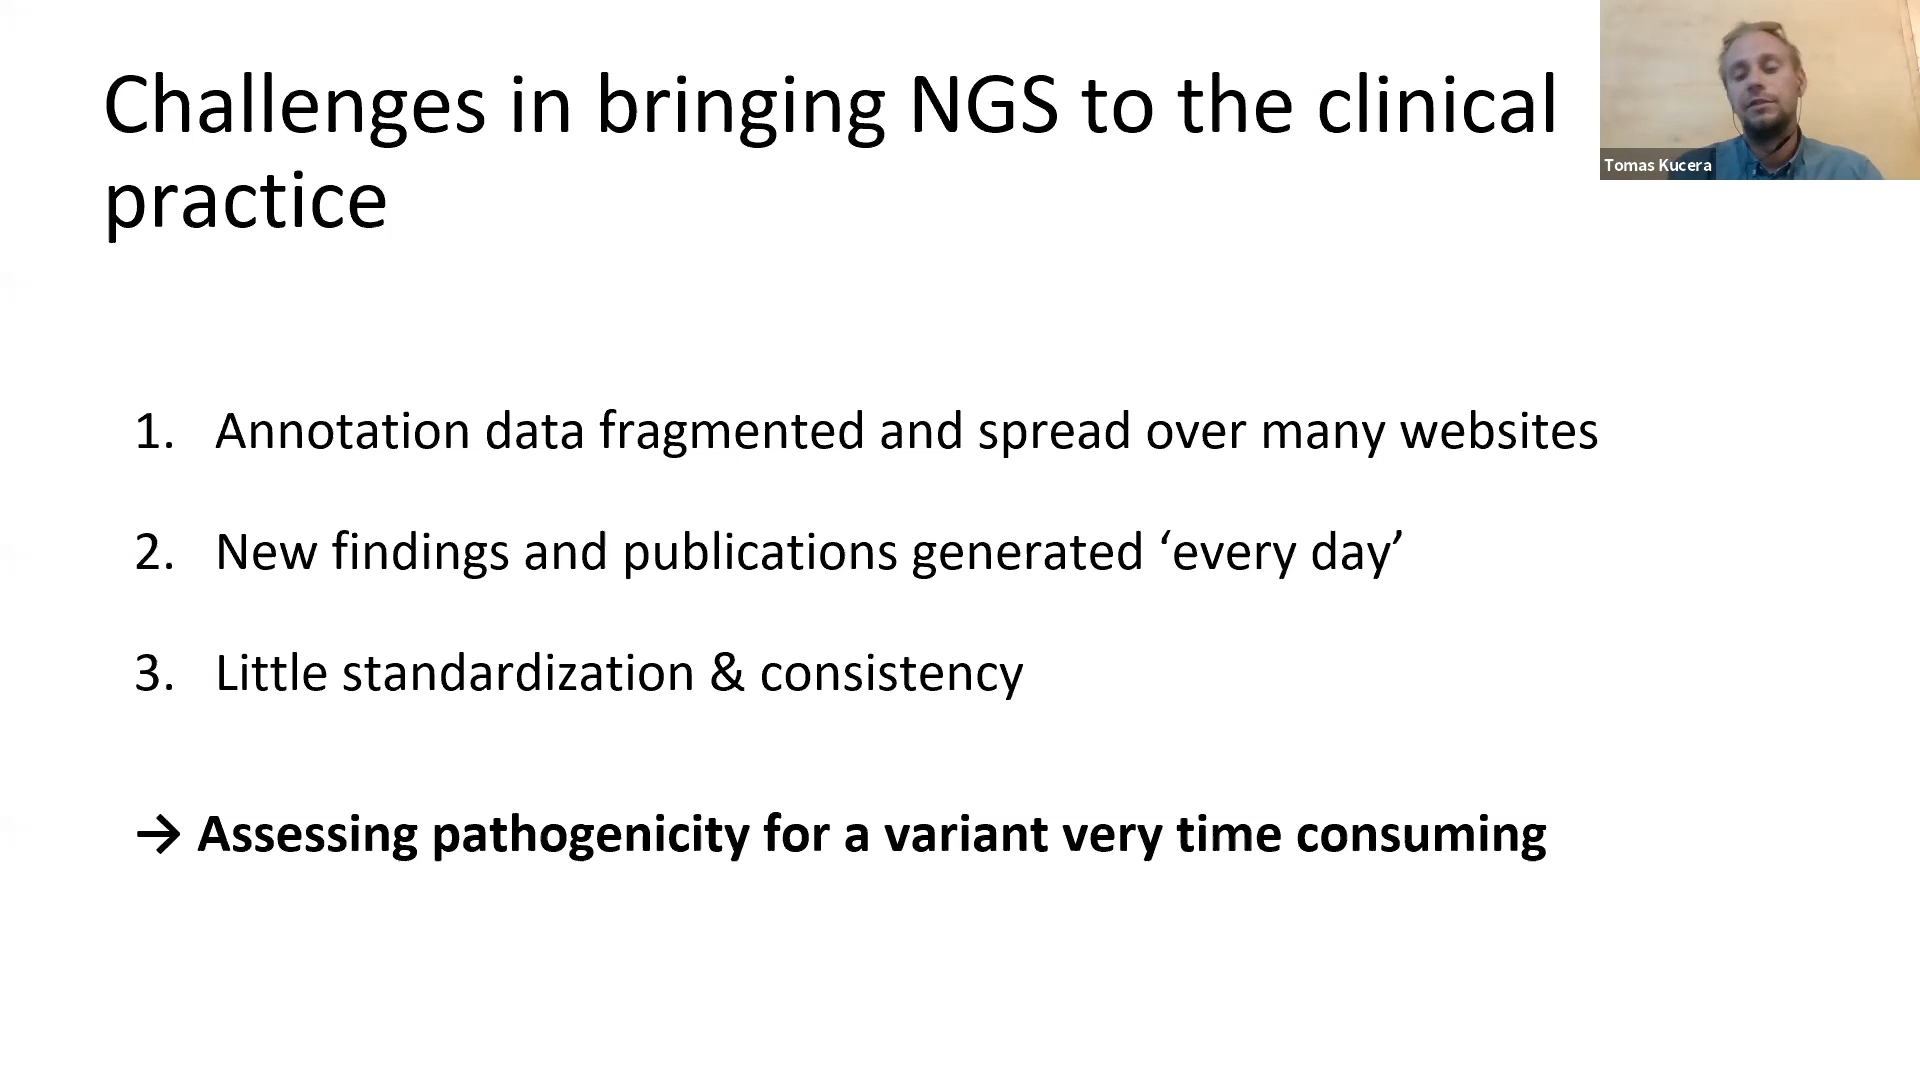 Challenges in bringing NGS to the clinical
practice
Tomas Kucera
1. Annotation data fragmented and spread over many websites
2. New findings and publications generated ‘every day’
3. Little standardization & consistency
→ Assessing pathogenicity for a variant very time consuming